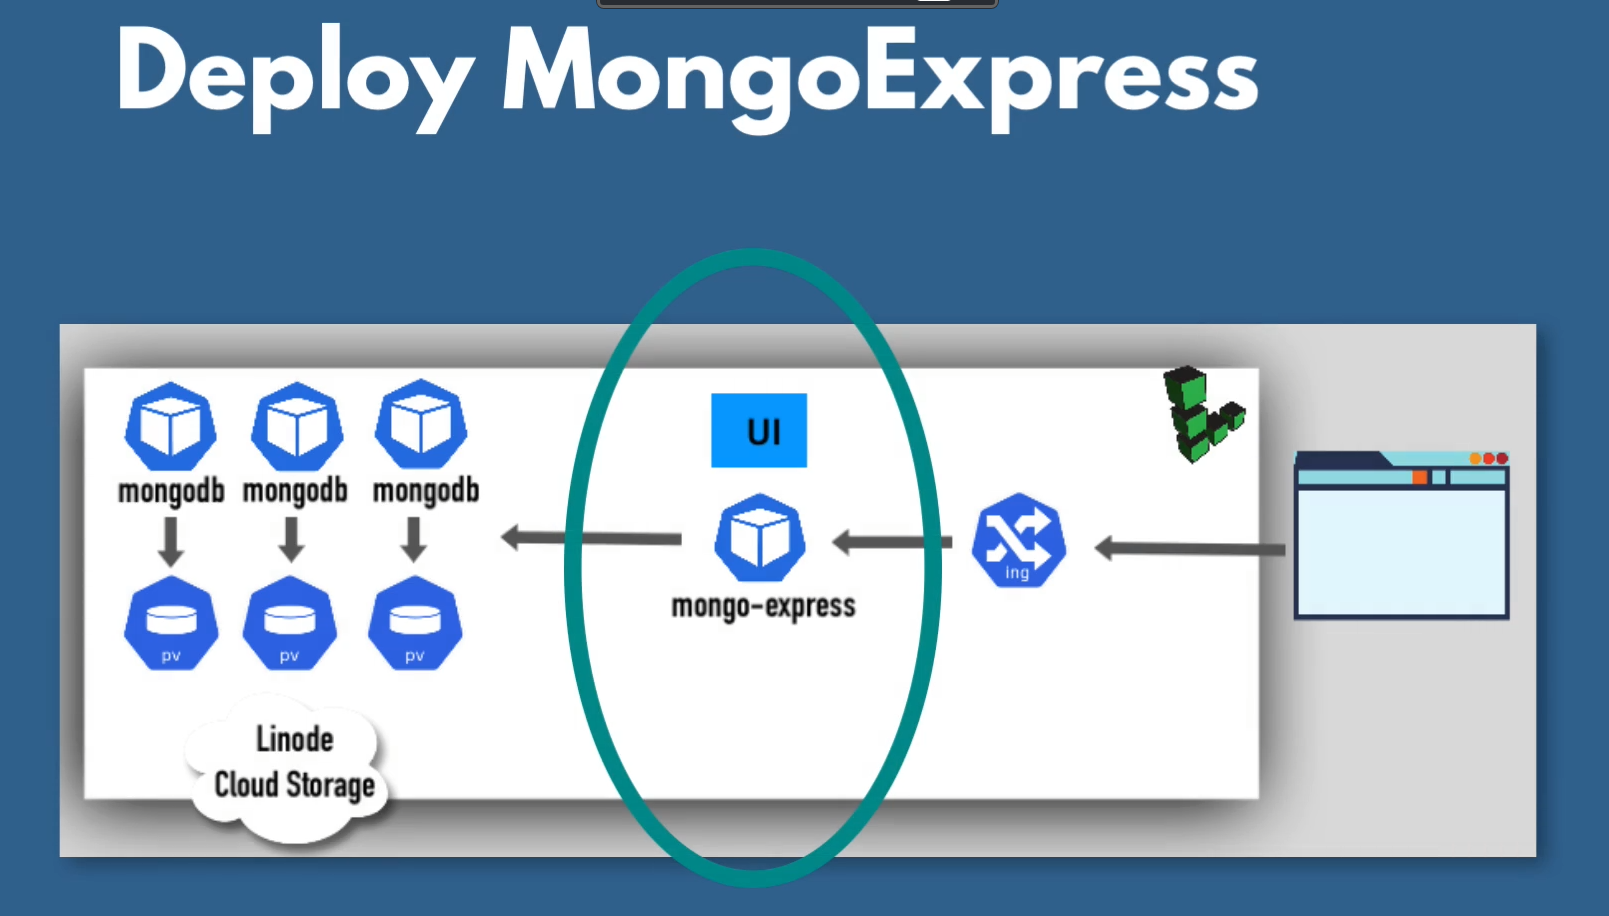 Deploy MongoExpress
UI
mongodb mongodb mongodb
ing
mongo-express
pv pv pv
Linode
Cloud Storage